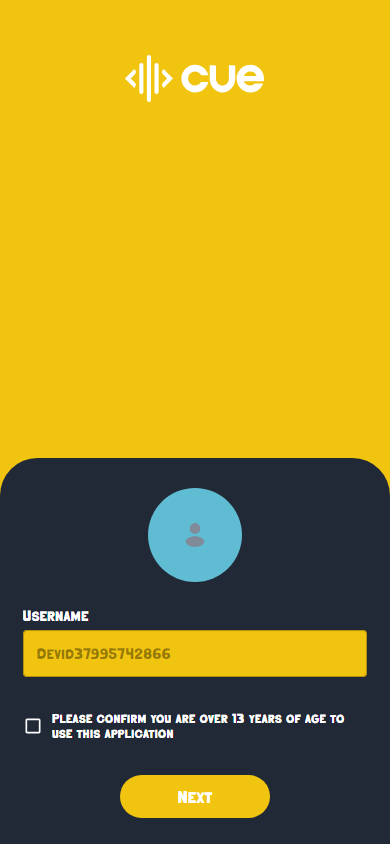 cue
Username
Devid37995742866
Please confirm you are over 13 years of age to
use this application
Next